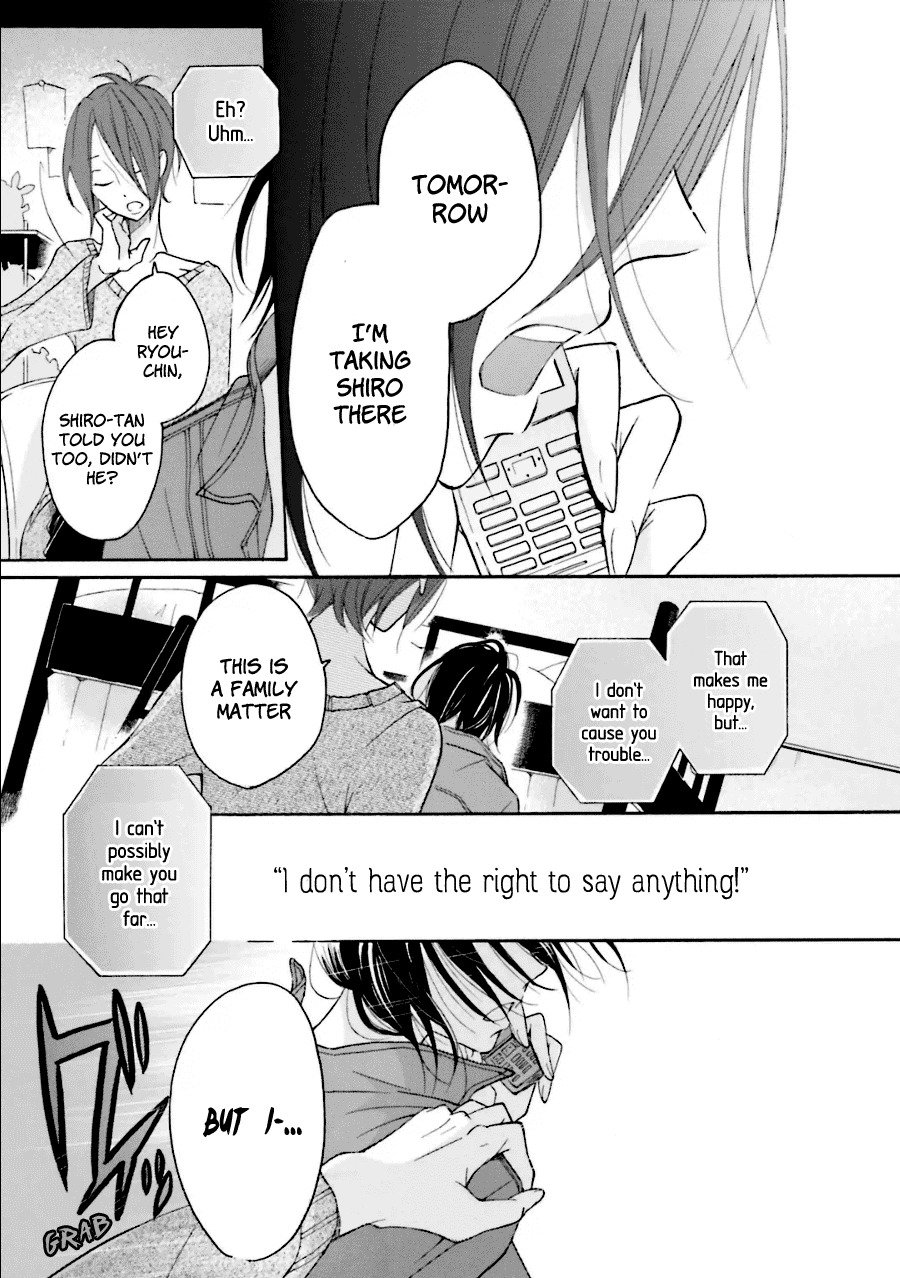 TOMOR-
ROW
I'M
TAKING
SHIRO
THERE
Eh?
Uhm...
HEY
RYOU-
CHIN,
SHIRO-TAN
TOLD YOU
TOO, DIDN'T
HE?
That
makes me
happy,
but...
I don't
want to
cause you
trouble...
THIS IS
A FAMILY
MATTER
I can't
possibly
make you
go that
far...
"I don't have the right to say anything!"
BUT I-...
GRAB